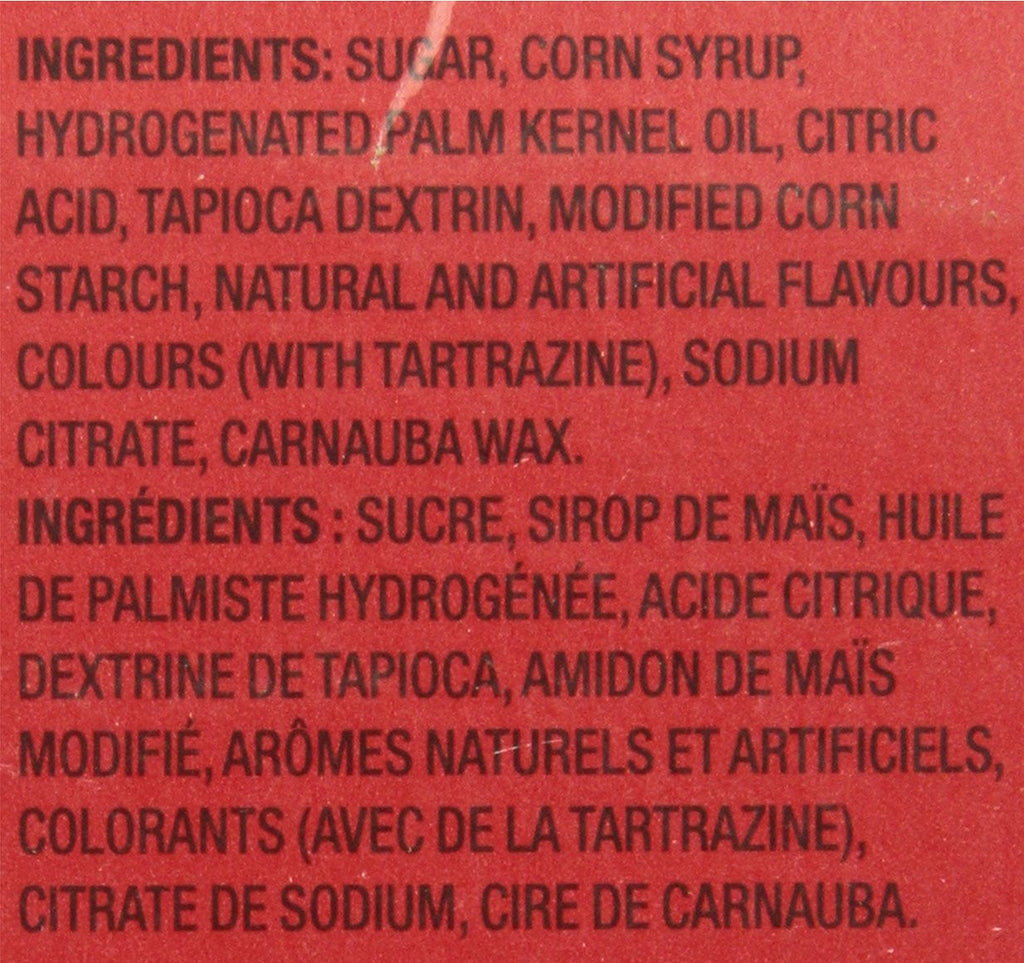 INGREDIENTS: SUGAR, CORN SYRUP,
HYDROGENATED PALM KERNEL OIL, CITRIC
ACID, TAPIOCA DEXTRIN, MODIFIED CORN
STARCH, NATURAL AND ARTIFICIAL FLAVOURS,
COLOURS (WITH TARTRAZINE), SODIUM
CITRATE, CARNAUBA WAX.
INGRÉDIENTS : SUCRE, SIROP DE MAÏS, HUILE
DE PALMISTE HYDROGÉNÉE, ACIDE CITRIQUE,
DEXTRINE DE TAPIOCA, AMIDON DE MAÏS
MODIFIÉ, ARÔMES NATURELS ET ARTIFICIELS,
COLORANTS (AVEC DE LA TARTRAZINE),
CITRATE DE SODIUM, CIRE DE CARNAUBA.